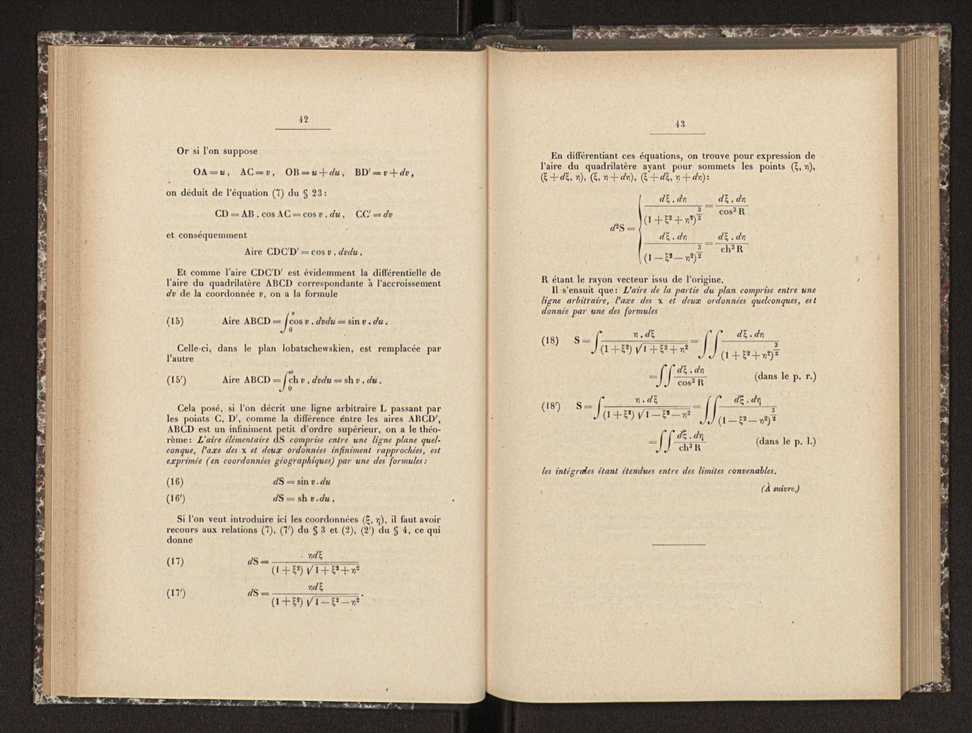 42
Or si l'on suppose
OA = u, AC = v, OB = u + du, BD' = v + dv,
on déduit de l'équation (7) du § 23 :
CD = AB . cos AC = cos v . du, CC' = dv
et conséquemment
Aire CDC'D' = cos v . dvdu.
Et comme l'aire CDC'D' est évidemment la différentielle de
l'aire du quadrilatère ABCD correspondante à l'accroissement
dv de la coordonnée v, on a la formule
(15) Aire ABCD = ∫₀ᵛ cos v . dvdu = sin v . du.
Celle-ci, dans le plan lobatschewskien, est remplacée par
l'autre
(15') Aire ABCD = ∫₀ ch v . dvdu = sh v . du.
Cela posé, si l'on décrit une ligne arbitraire L passant par
les points C, D', comme la différence entre les aires ABCD',
ABCD est un infiniment petit d'ordre supérieur, on a le théo-
rème : L'aire élémentaire dS comprise entre une ligne plane quel-
conque, l'axe des x et deux ordonnées infiniment rapprochées, est
exprimée (en coordonnées géographiques) par une des formules :
(16) dS = sin v . du
(16') dS = sh v . du.
Si l'on veut introduire ici les coordonnées (ξ, η), il faut avoir
recours aux relations (7), (7') du § 3 et (2), (2') du § 4, ce qui
donne
(17) dS = ηdξ / (1 + ξ²) √1 + ξ² + η²
(17') dS = ηdξ / (1 + ξ²) √1 − ξ² − η² .
43
En différentiant ces équations, on trouve pour expression de
l'aire du quadrilatère ayant pour sommets les points (ξ, η),
(ξ + dξ, η), (ξ, η + dη), (ξ + dξ, η + dη) :
d²S = { dξ . dη / (1 + ξ² + η²)^(3/2) = dξ . dη / cos³ R
dξ . dη / (1 − ξ² − η²)^(3/2) = dξ . dη / ch³ R
R étant le rayon vecteur issu de l'origine.
Il s'ensuit que : L'aire de la partie du plan comprise entre une
ligne arbitraire, l'axe des x et deux ordonnées quelconques, est
donnée par une des formules
(18) S = ∫ η . dξ / (1 + ξ²) √1 + ξ² + η² = ∫∫ dξ . dη / (1 + ξ² + η²)^(3/2)
= ∫∫ dξ . dη / cos³ R (dans le p. r.)
(18') S = ∫ η . dξ / (1 + ξ²) √1 − ξ² − η² = ∫∫ dξ . dη / (1 − ξ² − η²)^(3/2)
= ∫∫ dξ . dη / ch³ R (dans le p. l.)
les intégrales étant étendues entre des limites convenables.
(À suivre.)